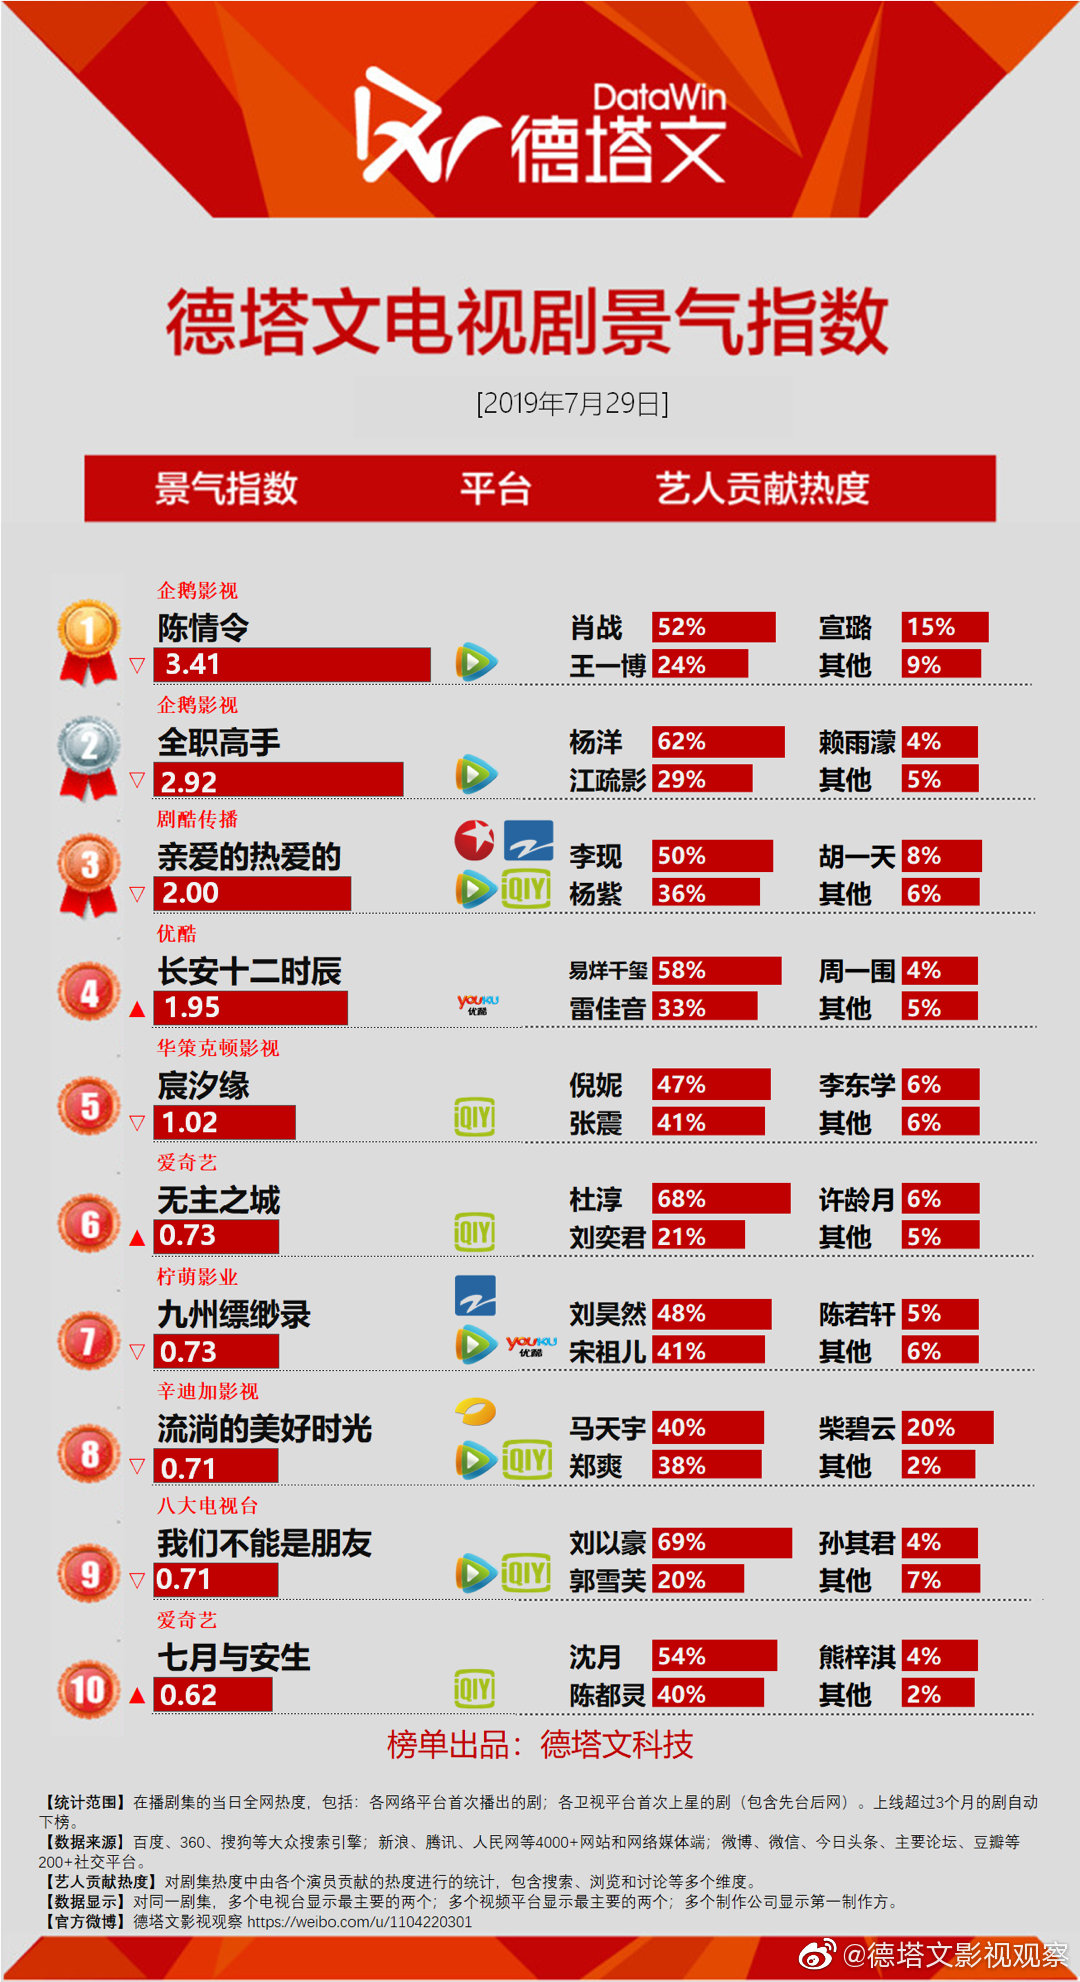 DataWin
德塔文
德塔文电视剧景气指数
[2019年7月29日]
景气指数 平台 艺人贡献热度
企鹅影视
1 陈情令 肖战 52% 宣璐 15%
▽ 3.41 王一博 24% 其他 9%
企鹅影视
2 全职高手 杨洋 62% 赖雨濛 4%
▽ 2.92 江疏影 29% 其他 5%
剧酷传播
3 亲爱的热爱的 李现 50% 胡一天 8%
▽ 2.00 iQIYI 杨紫 36% 其他 6%
优酷
4 长安十二时辰 易烊千玺 58% 周一围 4%
▲ 1.95 YOUKU 优酷 雷佳音 33% 其他 5%
华策克顿影视
5 宸汐缘 倪妮 47% 李东学 6%
▽ 1.02 iQIYI 张震 41% 其他 6%
爱奇艺
6 无主之城 杜淳 68% 许龄月 6%
▲ 0.73 iQIYI 刘奕君 21% 其他 5%
柠萌影业
7 九州缥缈录 刘昊然 48% 陈若轩 5%
▽ 0.73 YOUKU 优酷 宋祖儿 41% 其他 6%
辛迪加影视
8 流淌的美好时光 马天宇 40% 柴碧云 20%
▽ 0.71 iQIYI 郑爽 38% 其他 2%
八大电视台
9 我们不能是朋友 刘以豪 69% 孙其君 4%
▽ 0.71 iQIYI 郭雪芙 20% 其他 7%
爱奇艺
10 七月与安生 沈月 54% 熊梓淇 4%
▲ 0.62 iQIYI 陈都灵 40% 其他 2%
榜单出品：德塔文科技
【统计范围】在播剧集的当日全网热度，包括：各网络平台首次播出的剧；各卫视平台首次上星的剧（包含先台后网）。上线超过3个月的剧自动
下榜。
【数据来源】百度、360、搜狗等大众搜索引擎；新浪、腾讯、人民网等4000+网站和网络媒体端；微博、微信、今日头条、主要论坛、豆瓣等
200+社交平台。
【艺人贡献热度】对剧集热度中由各个演员贡献的热度进行的统计，包含搜索、浏览和讨论等多个维度。
【数据显示】对同一剧集，多个电视台显示最主要的两个；多个视频平台显示最主要的两个；多个制作公司显示第一制作方。
【官方微博】德塔文影视观察 https://weibo.com/u/1104220301
@德塔文影视观察